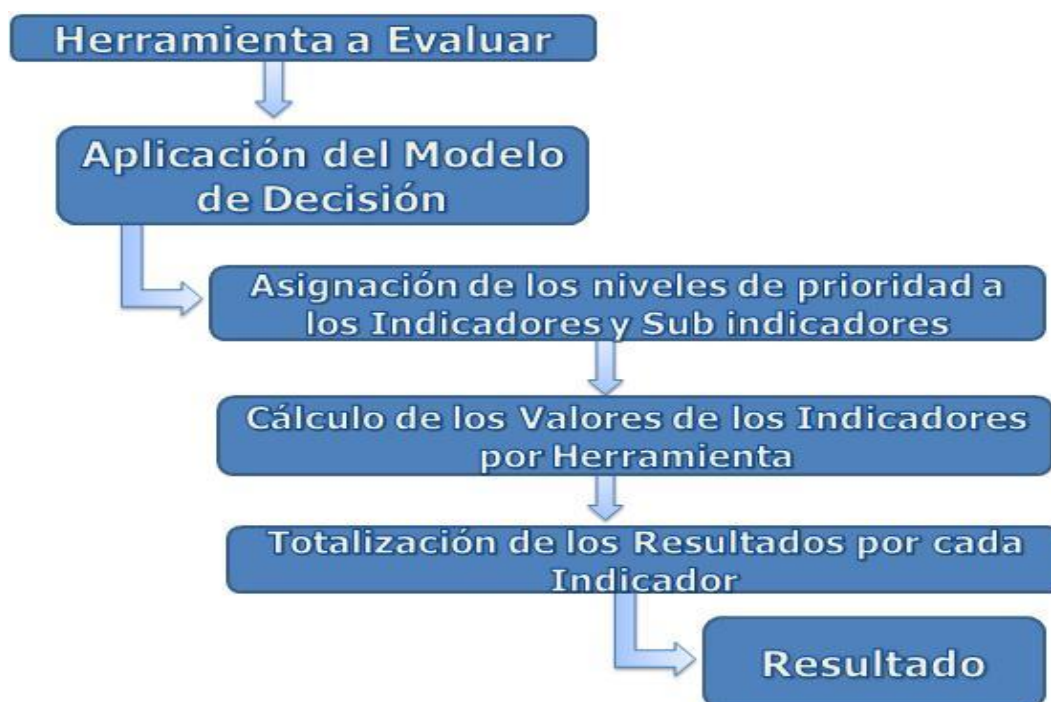 Herramienta a Evaluar
Aplicación del Modelo
de Decisión
Asignación de los niveles de prioridad a
los Indicadores y Sub indicadores
Cálculo de los Valores de los Indicadores
por Herramienta
Totalización de los Resultados por cada
Indicador
Resultado